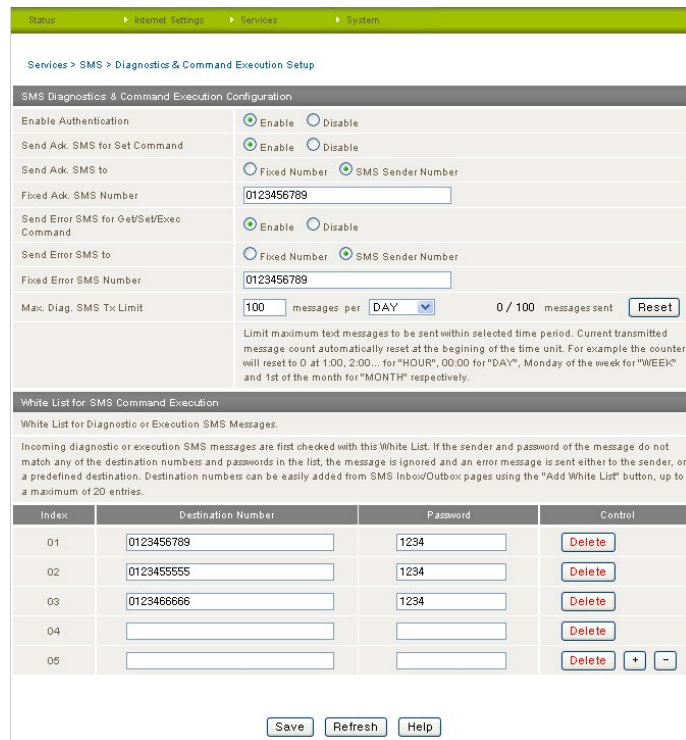 Status Internet Settings Services System
Services > SMS > Diagnostics & Command Execution Setup
SMS Diagnostics & Command Execution Configuration
Enable Authentication Enable Disable
Send Ack. SMS for Set Command Enable Disable
Send Ack. SMS to Fixed Number SMS Sender Number
Fixed Ack. SMS Number 0123456789
Send Error SMS for Get/Set/Exec
Command Enable Disable
Send Error SMS to Fixed Number SMS Sender Number
Fixed Error SMS Number 0123456789
Max. Diag. SMS Tx Limit 100 messages per DAY 0 / 100 messages sent Reset
Limit maximum text messages to be sent within selected time period. Current transmitted
message count automatically reset at the begining of the time unit. For example the counter
will reset to 0 at 1:00, 2:00... for "HOUR", 00:00 for "DAY", Monday of the week for "WEEK"
and 1st of the month for "MONTH" respectively.
White List for SMS Command Execution
White List for Diagnostic or Execution SMS Messages.
Incoming diagnostic or execution SMS messages are first checked with this White List. If the sender and password of the message do not
match any of the destination numbers and passwords in the list, the message is ignored and an error message is sent either to the sender, or
a predefined destination. Destination numbers can be easily added from SMS Inbox/Outbox pages using the "Add White List" button, up to
a maximum of 20 entries.
Index Destination Number Password Control
01 0123456789 1234 Delete
02 0123455555 1234 Delete
03 0123466666 1234 Delete
04 Delete
05 Delete + -
Save Refresh Help